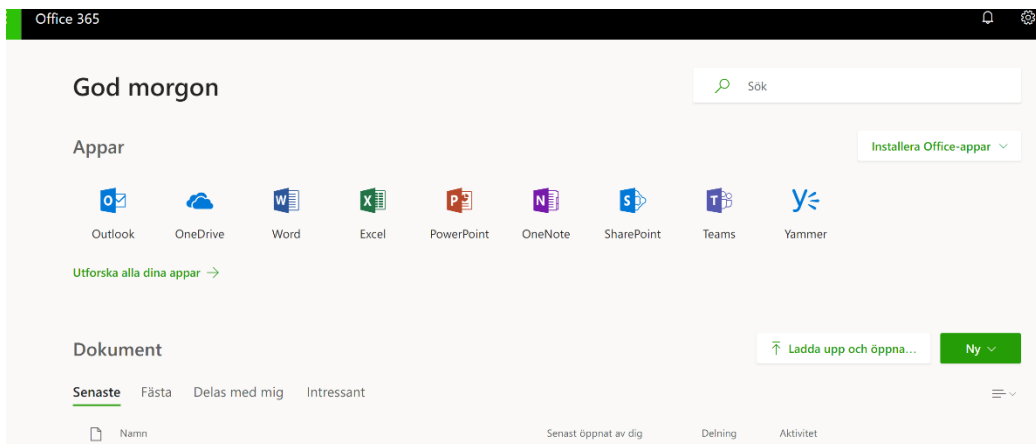 Office 365
God morgon
Sök
Appar
Installera Office-appar
Outlook OneDrive Word Excel PowerPoint OneNote SharePoint Teams Yammer
Utforska alla dina appar
Dokument
Ladda upp och öppna...
Ny
Senaste Fästa Delas med mig Intressant
Namn Senast öppnat av dig Delning Aktivitet